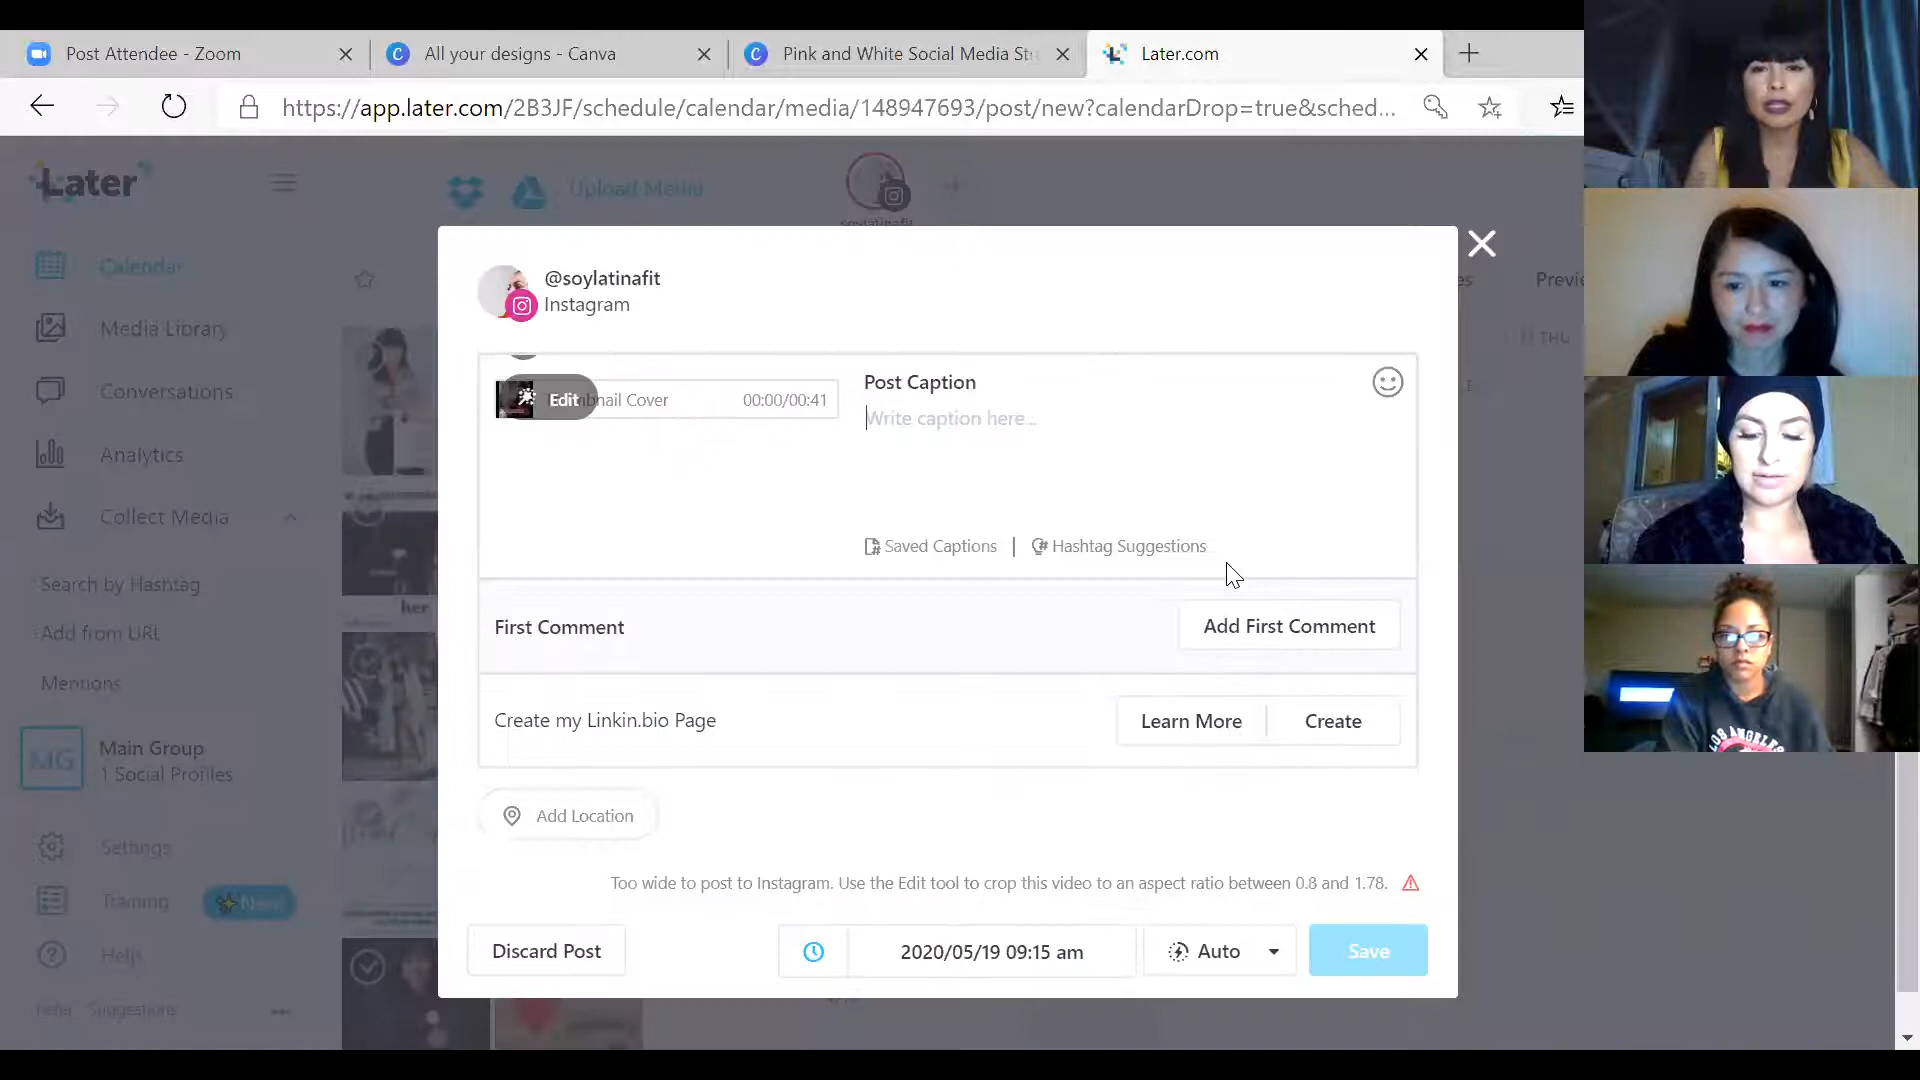 Post Attendee - Zoom
All your designs - Canva
Pink and White Social Media
Later.com
https://app.later.com/2B3JF/schedule/calendar/media/148947693/post/new?calendarDrop=true&sched...
Later
Upload Media
soylatinafit
Calendar
Media Library
Conversations
Analytics
Collect Media
Search by Hashtag
Add from URL
Mentions
MG
Main Group
1 Social Profiles
Settings
Training
New
Help
Suggestions
her
THU
@soylatinafit
Instagram
Edit
Cover
00:00/00:41
Post Caption
Write caption here...
Saved Captions
Hashtag Suggestions
First Comment
Add First Comment
Create my Linkin.bio Page
Learn More
Create
Add Location
Too wide to post to Instagram. Use the Edit tool to crop this video to an aspect ratio between 0.8 and 1.78.
Discard Post
2020/05/19 09:15 am
Auto
Save
LOS ANGELES